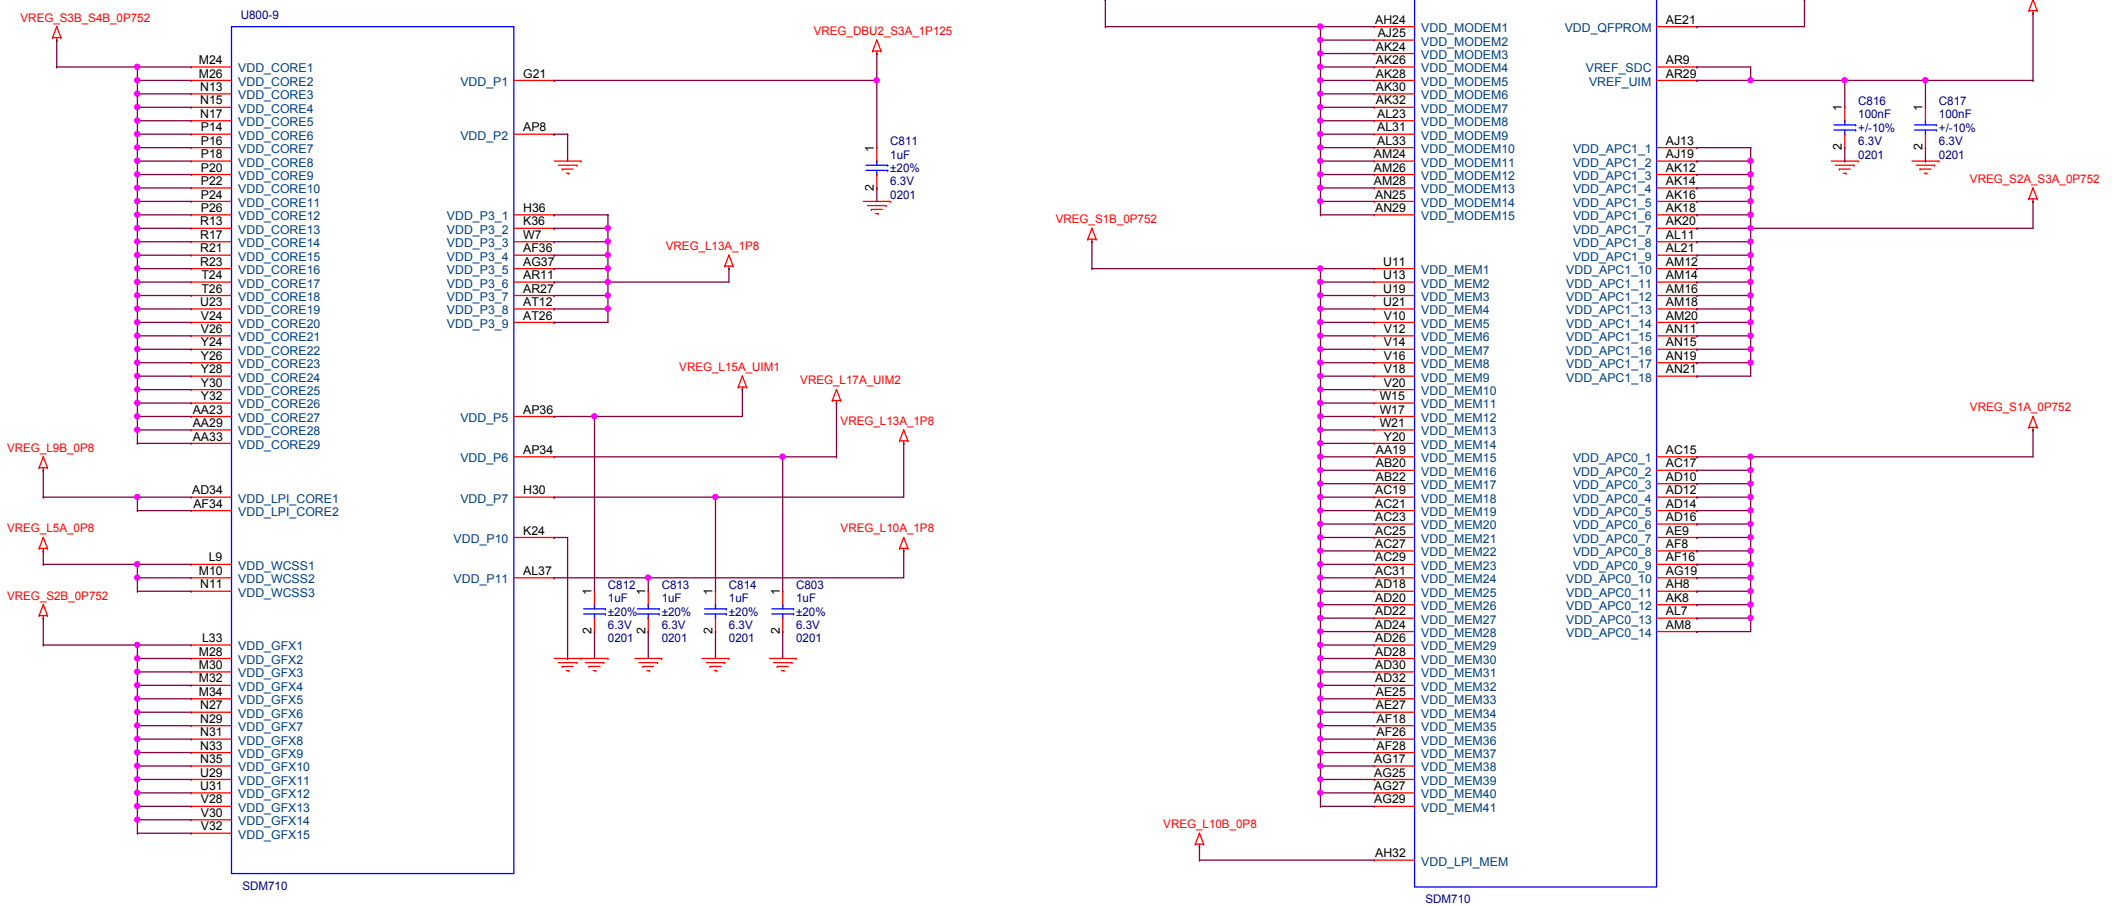 VREG_S3B_S4B_0P752
U800-9
M24 VDD_CORE1
M26 VDD_CORE2
N13 VDD_CORE3
N15 VDD_CORE4
N17 VDD_CORE5
P14 VDD_CORE6
P16 VDD_CORE7
P18 VDD_CORE8
P20 VDD_CORE9
P22 VDD_CORE10
P24 VDD_CORE11
P26 VDD_CORE12
R13 VDD_CORE13
R17 VDD_CORE14
R21 VDD_CORE15
R23 VDD_CORE16
T24 VDD_CORE17
T26 VDD_CORE18
U23 VDD_CORE19
V24 VDD_CORE20
V26 VDD_CORE21
Y24 VDD_CORE22
Y26 VDD_CORE23
Y28 VDD_CORE24
Y30 VDD_CORE25
Y32 VDD_CORE26
AA23 VDD_CORE27
AA29 VDD_CORE28
AA33 VDD_CORE29
VREG_L9B_0P8
AD34 VDD_LPI_CORE1
AF34 VDD_LPI_CORE2
VREG_L5A_0P8
L9 VDD_WCSS1
M10 VDD_WCSS2
N11 VDD_WCSS3
VREG_S2B_0P752
L33 VDD_GFX1
M28 VDD_GFX2
M30 VDD_GFX3
M32 VDD_GFX4
M34 VDD_GFX5
N27 VDD_GFX6
N29 VDD_GFX7
N31 VDD_GFX8
N33 VDD_GFX9
N35 VDD_GFX10
U29 VDD_GFX11
U31 VDD_GFX12
V28 VDD_GFX13
V30 VDD_GFX14
V32 VDD_GFX15
SDM710
VREG_DBU2_S3A_1P125
VDD_P1 G21
VDD_P2 AP8
1
2
C811
1uF
±20%
6.3V
0201
VDD_P3_1 H36
VDD_P3_2 K36
VDD_P3_3 W7
VDD_P3_4 AF36
VDD_P3_5 AG37
VDD_P3_6 AR11
VDD_P3_7 AR27
VDD_P3_8 AT12
VDD_P3_9 AT26
VREG_L13A_1P8
VREG_L15A_UIM1
VREG_L17A_UIM2
VDD_P5 AP36
VREG_L13A_1P8
VDD_P6 AP34
VDD_P7 H30
VREG_L10A_1P8
VDD_P10 K24
VDD_P11 AL37
1
2
C812
1uF
±20%
6.3V
0201
1
2
C813
1uF
±20%
6.3V
0201
1
2
C814
1uF
±20%
6.3V
0201
1
2
C803
1uF
±20%
6.3V
0201
AH24 VDD_MODEM1
AJ25 VDD_MODEM2
AK24 VDD_MODEM3
AK26 VDD_MODEM4
AK28 VDD_MODEM5
AK30 VDD_MODEM6
AK32 VDD_MODEM7
AL23 VDD_MODEM8
AL31 VDD_MODEM9
AL33 VDD_MODEM10
AM24 VDD_MODEM11
AM26 VDD_MODEM12
AM28 VDD_MODEM13
AN25 VDD_MODEM14
AN29 VDD_MODEM15
VREG_S1B_0P752
U11 VDD_MEM1
U13 VDD_MEM2
U19 VDD_MEM3
U21 VDD_MEM4
V10 VDD_MEM5
V12 VDD_MEM6
V14 VDD_MEM7
V16 VDD_MEM8
V18 VDD_MEM9
V20 VDD_MEM10
W15 VDD_MEM11
W17 VDD_MEM12
W21 VDD_MEM13
Y20 VDD_MEM14
AA19 VDD_MEM15
AB20 VDD_MEM16
AB22 VDD_MEM17
AC19 VDD_MEM18
AC21 VDD_MEM19
AC23 VDD_MEM20
AC25 VDD_MEM21
AC27 VDD_MEM22
AC29 VDD_MEM23
AC31 VDD_MEM24
AD18 VDD_MEM25
AD20 VDD_MEM26
AD22 VDD_MEM27
AD24 VDD_MEM28
AD26 VDD_MEM29
AD28 VDD_MEM30
AD30 VDD_MEM31
AD32 VDD_MEM32
AE25 VDD_MEM33
AE27 VDD_MEM34
AF18 VDD_MEM35
AF26 VDD_MEM36
AF28 VDD_MEM37
AG17 VDD_MEM38
AG25 VDD_MEM39
AG27 VDD_MEM40
AG29 VDD_MEM41
VREG_L10B_0P8
AH32 VDD_LPI_MEM
SDM710
VDD_QFPROM AE21
VREF_SDC AR9
VREF_UIM AR29
1
2
C816
100nF
+/-10%
6.3V
0201
1
2
C817
100nF
+/-10%
6.3V
0201
VDD_APC1_1 AJ13
VDD_APC1_2 AJ19
VDD_APC1_3 AK12
VDD_APC1_4 AK14
VDD_APC1_5 AK16
VDD_APC1_6 AK18
VDD_APC1_7 AK20
VDD_APC1_8 AL11
VDD_APC1_9 AL21
VDD_APC1_10 AM12
VDD_APC1_11 AM14
VDD_APC1_12 AM16
VDD_APC1_13 AM18
VDD_APC1_14 AM20
VDD_APC1_15 AN11
VDD_APC1_16 AN15
VDD_APC1_17 AN19
VDD_APC1_18 AN21
VREG_S2A_S3A_0P752
VREG_S1A_0P752
VDD_APC0_1 AC15
VDD_APC0_2 AC17
VDD_APC0_3 AD10
VDD_APC0_4 AD12
VDD_APC0_5 AD14
VDD_APC0_6 AD16
VDD_APC0_7 AE9
VDD_APC0_8 AF8
VDD_APC0_9 AF16
VDD_APC0_10 AG19
VDD_APC0_11 AH8
VDD_APC0_12 AK8
VDD_APC0_13 AL7
VDD_APC0_14 AM8